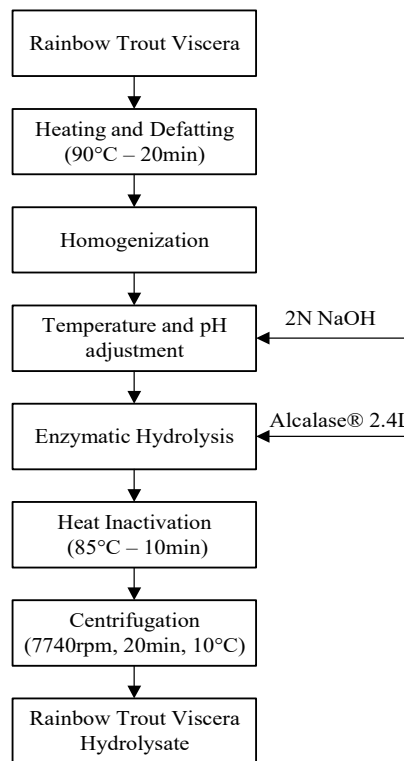 Rainbow Trout Viscera
Heating and Defatting
(90°C – 20min)
Homogenization
Temperature and pH
adjustment
2N NaOH
Enzymatic Hydrolysis
Alcalase® 2.4L
Heat Inactivation
(85°C – 10min)
Centrifugation
(7740rpm, 20min, 10°C)
Rainbow Trout Viscera
Hydrolysate